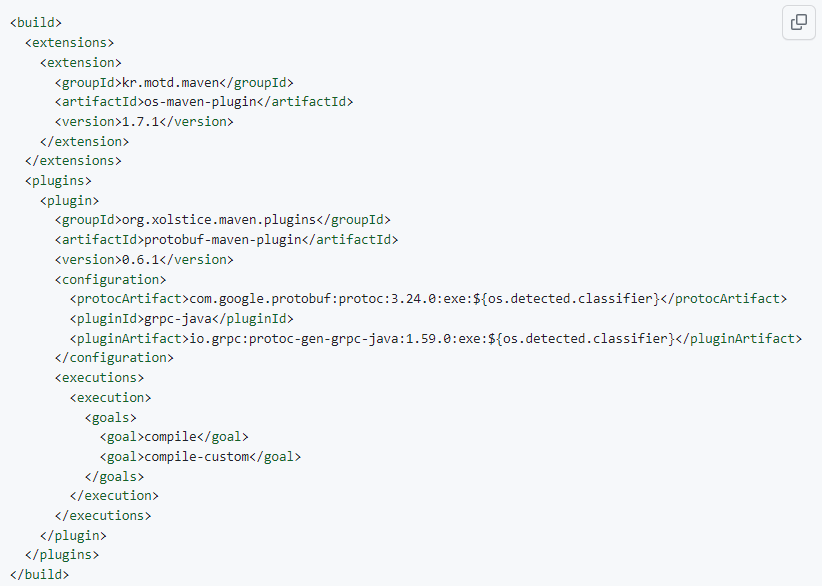 <build>
  <extensions>
    <extension>
      <groupId>kr.motd.maven</groupId>
      <artifactId>os-maven-plugin</artifactId>
      <version>1.7.1</version>
    </extension>
  </extensions>
  <plugins>
    <plugin>
      <groupId>org.xolstice.maven.plugins</groupId>
      <artifactId>protobuf-maven-plugin</artifactId>
      <version>0.6.1</version>
      <configuration>
        <protocArtifact>com.google.protobuf:protoc:3.24.0:exe:${os.detected.classifier}</protocArtifact>
        <pluginId>grpc-java</pluginId>
        <pluginArtifact>io.grpc:protoc-gen-grpc-java:1.59.0:exe:${os.detected.classifier}</pluginArtifact>
      </configuration>
      <executions>
        <execution>
          <goals>
            <goal>compile</goal>
            <goal>compile-custom</goal>
          </goals>
        </execution>
      </executions>
    </plugin>
  </plugins>
</build>